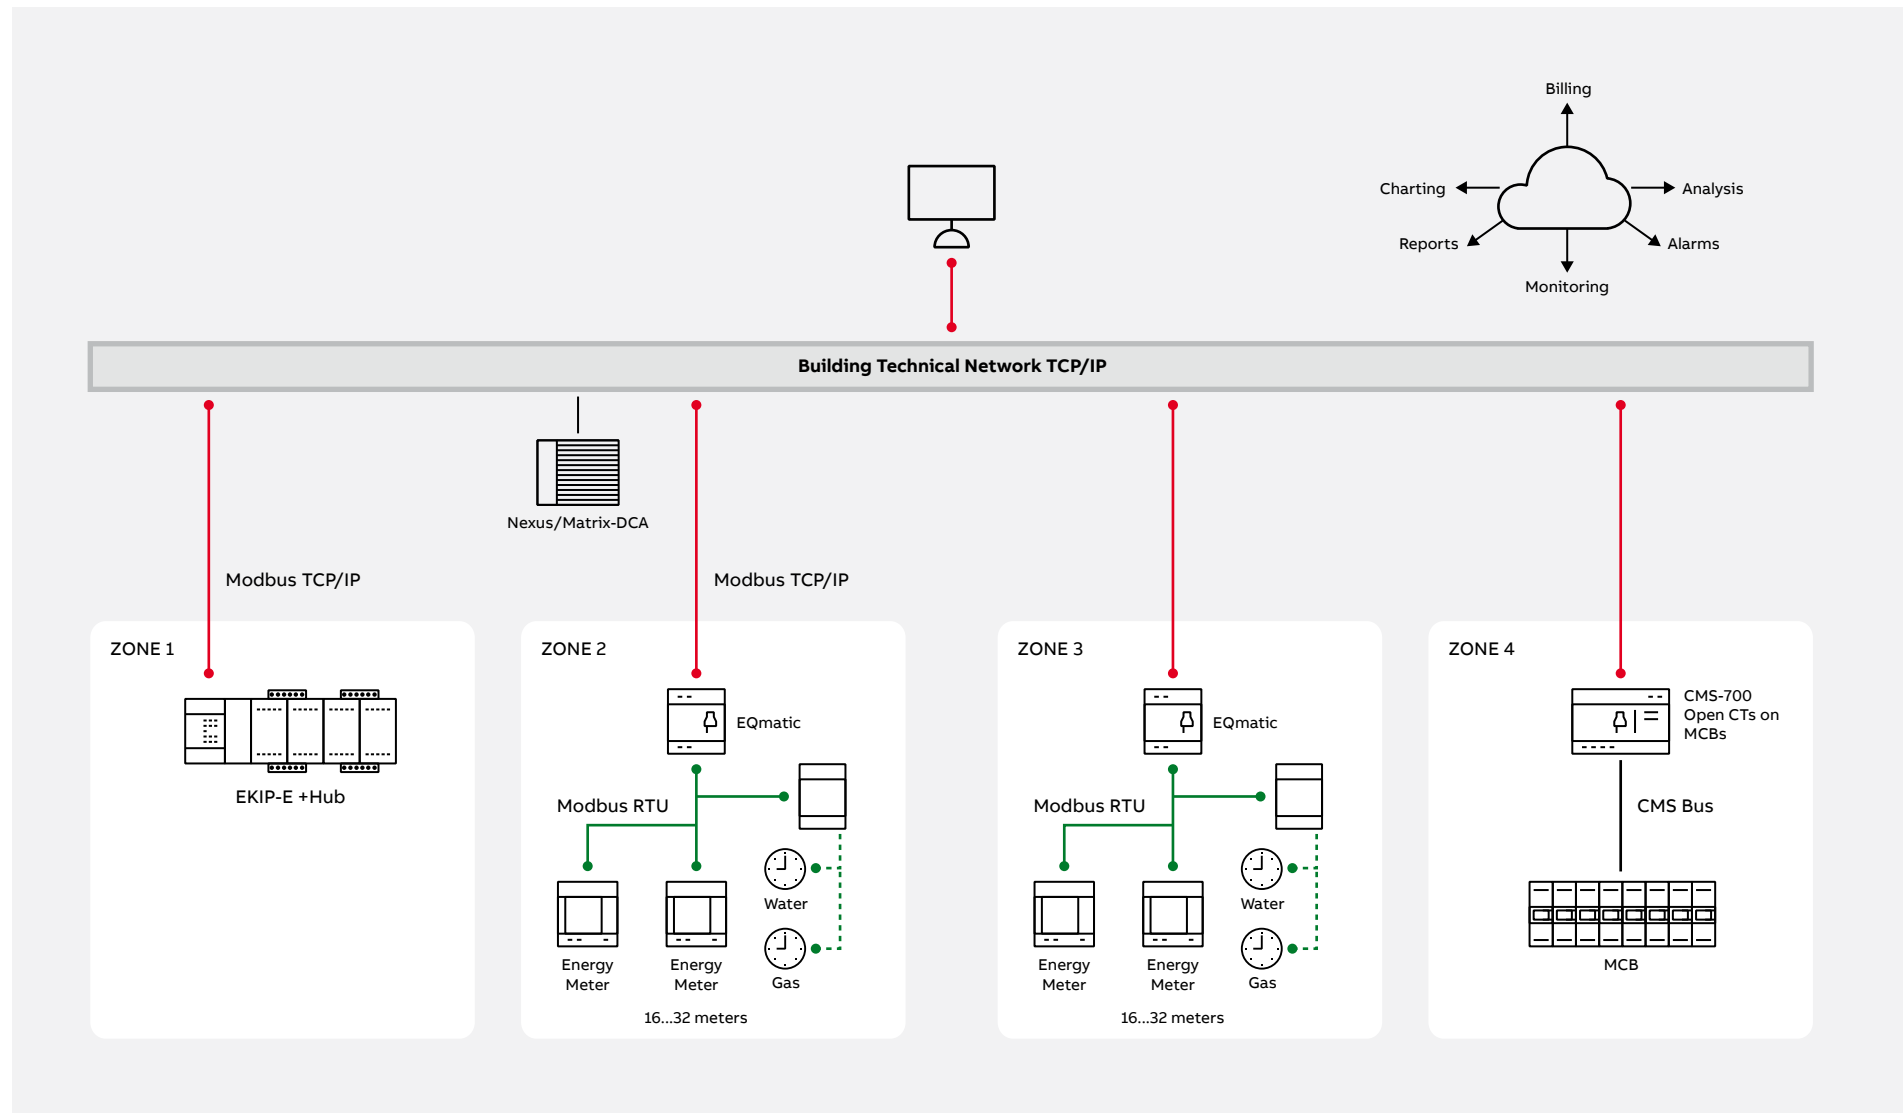 Billing
Charting
Analysis
Reports
Alarms
Monitoring
Building Technical Network TCP/IP
Nexus/Matrix-DCA
Modbus TCP/IP
Modbus TCP/IP
ZONE 1
EKIP-E +Hub
ZONE 2
EQmatic
Modbus RTU
Water
Energy
Meter
Energy
Meter
Gas
16...32 meters
ZONE 3
EQmatic
Modbus RTU
Water
Energy
Meter
Energy
Meter
Gas
16...32 meters
ZONE 4
CMS-700
Open CTs on
MCBs
CMS Bus
MCB